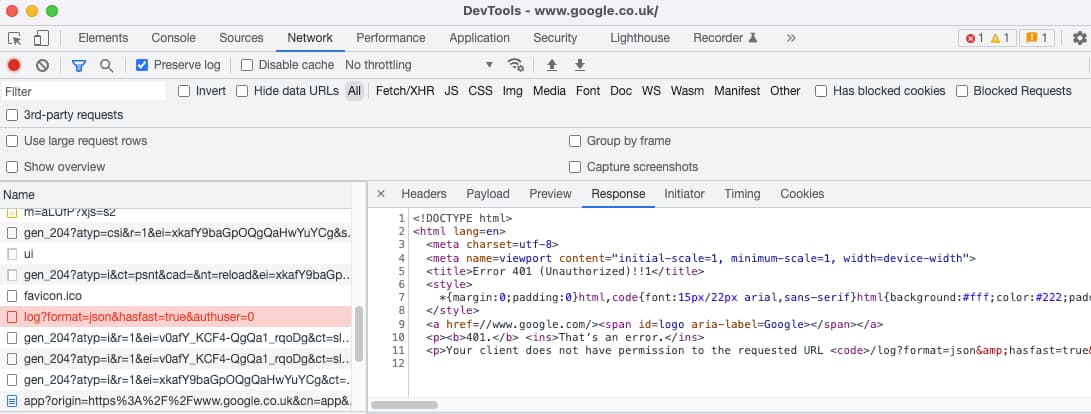 DevTools - www.google.co.uk/
Elements Console Sources Network Performance Application Security Lighthouse Recorder » 1 1 1
Preserve log Disable cache No throttling
Filter Invert Hide data URLs All Fetch/XHR JS CSS Img Media Font Doc WS Wasm Manifest Other Has blocked cookies Blocked Requests
3rd-party requests
Use large request rows Group by frame
Show overview Capture screenshots
Name
m=aLUfP?xjs=s2
gen_204?atyp=csi&r=1&ei=xkafY9baGpOQgQaHwYuYCg&s...
ui
gen_204?atyp=i&ct=psnt&cad=&nt=reload&ei=xkafY9baGp...
favicon.ico
log?format=json&hasfast=true&authuser=0
gen_204?atyp=i&r=1&ei=v0afY_KCF4-QgQa1_rqoDg&ct=sl...
gen_204?atyp=i&r=1&ei=v0afY_KCF4-QgQa1_rqoDg&ct=sl...
gen_204?atyp=i&r=1&ei=xkafY9baGpOQgQaHwYuYCg&ct=...
app?origin=https%3A%2F%2Fwww.google.co.uk&cn=app&...
× Headers Payload Preview Response Initiator Timing Cookies
1 <!DOCTYPE html>
2 <html lang=en>
3 <meta charset=utf-8>
4 <meta name=viewport content="initial-scale=1, minimum-scale=1, width=device-width">
5 <title>Error 401 (Unauthorized)!!1</title>
6 <style>
7 *{margin:0;padding:0}html,code{font:15px/22px arial,sans-serif}html{background:#fff;color:#222;pad
8 </style>
9 <a href=//www.google.com/><span id=logo aria-label=Google></span></a>
10 <p><b>401.</b> <ins>That's an error.</ins>
11 <p>Your client does not have permission to the requested URL <code>/log?format=json&amp;hasfast=true&
12